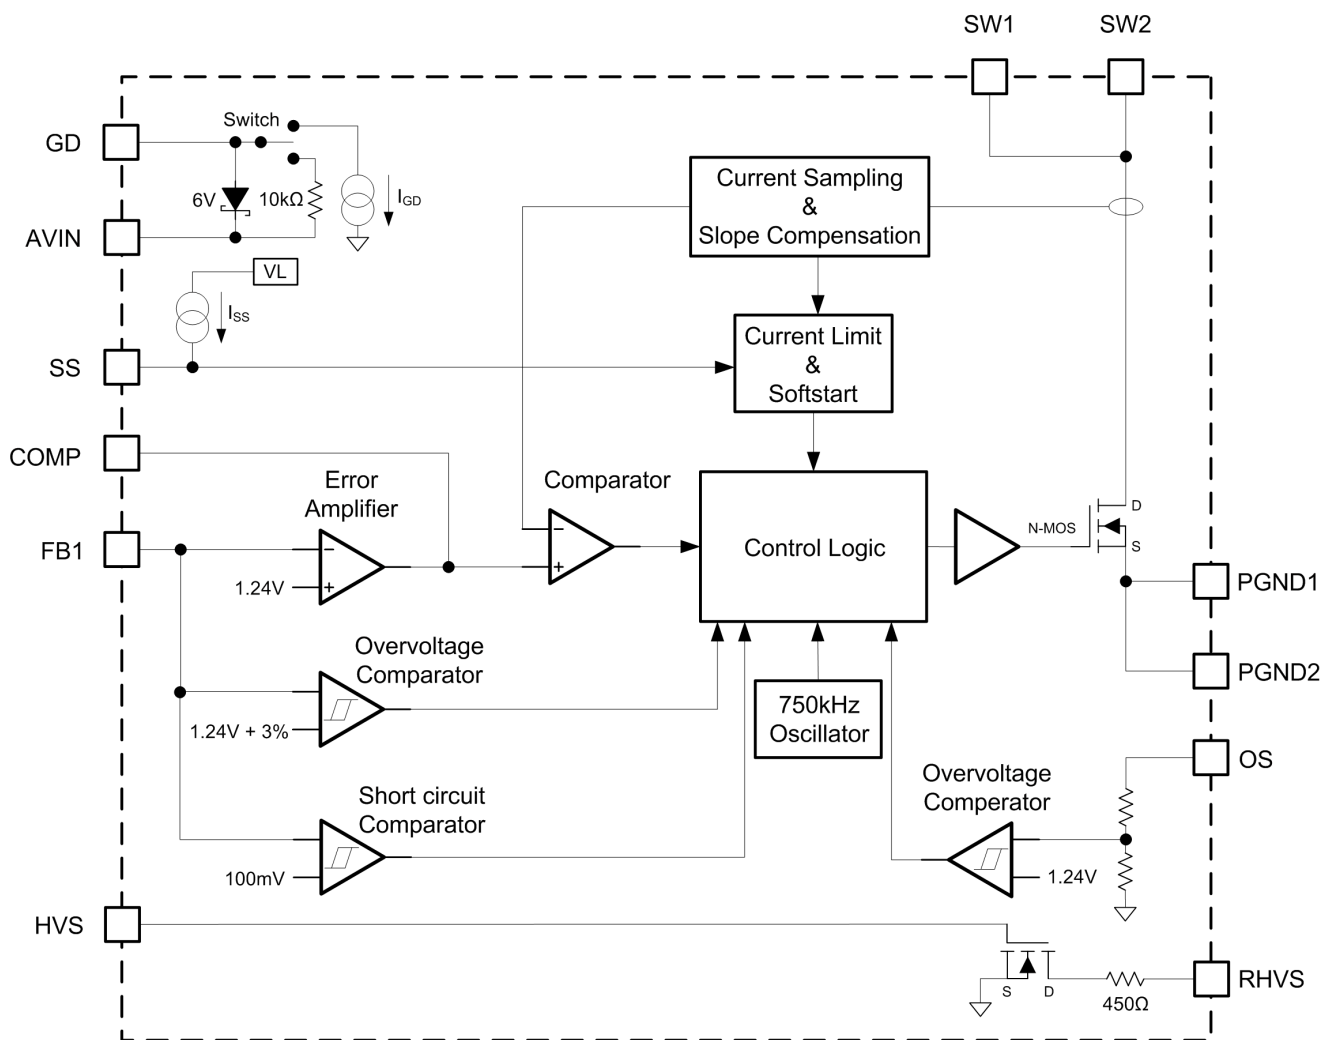 SW1
SW2
GD
Switch
6V
10kΩ
IGD
AVIN
VL
ISS
SS
Current Sampling
&
Slope Compensation
Current Limit
&
Softstart
COMP
Error
Amplifier
Comparator
FB1
−
1.24V
+
−
+
Control Logic
N-MOS
D
S
PGND1
PGND2
Overvoltage
Comparator
1.24V + 3%
750kHz
Oscillator
OS
Short circuit
Comparator
100mV
Overvoltage
Comperator
1.24V
HVS
S
D
450Ω
RHVS